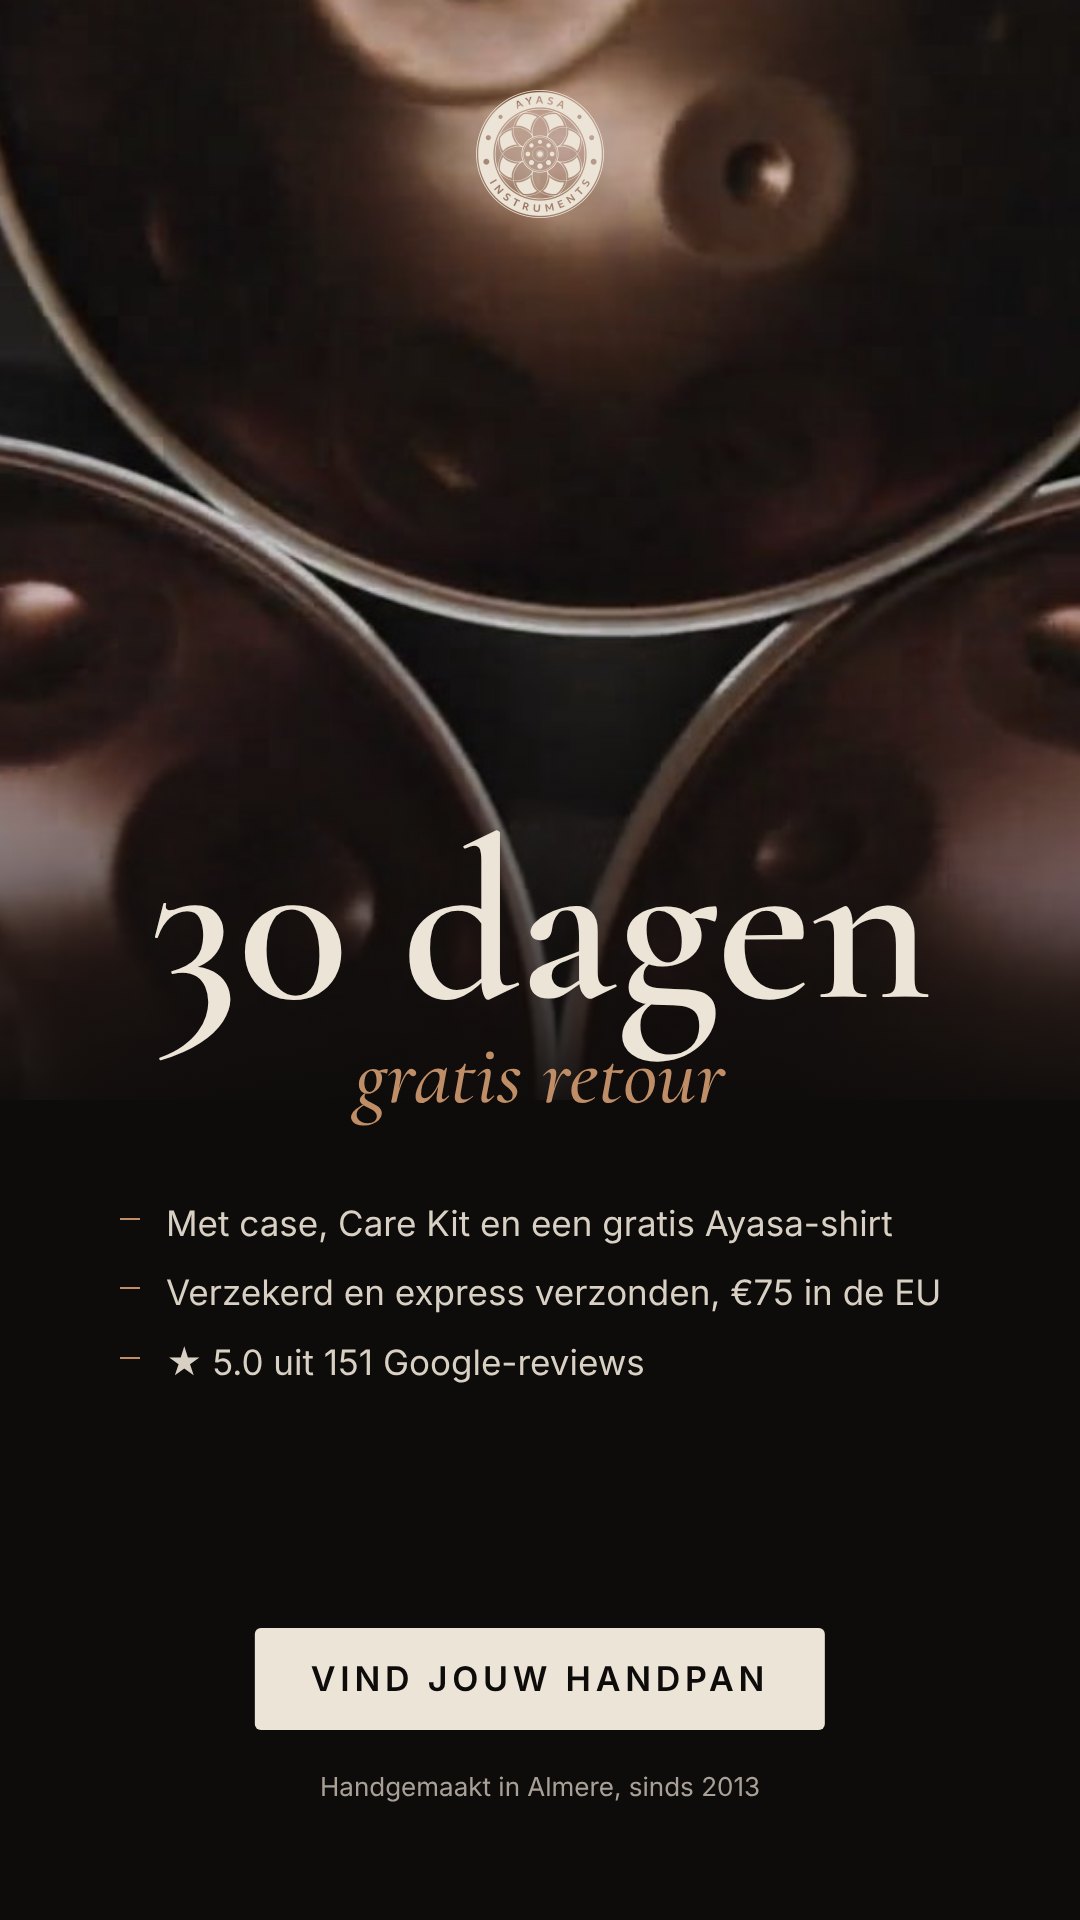 AYASA
INSTRUMENTS
30 dagen
gratis retour
– Met case, Care Kit en een gratis Ayasa-shirt
– Verzekerd en express verzonden, €75 in de EU
– ★ 5.0 uit 151 Google-reviews
VIND JOUW HANDPAN
Handgemaakt in Almere, sinds 2013